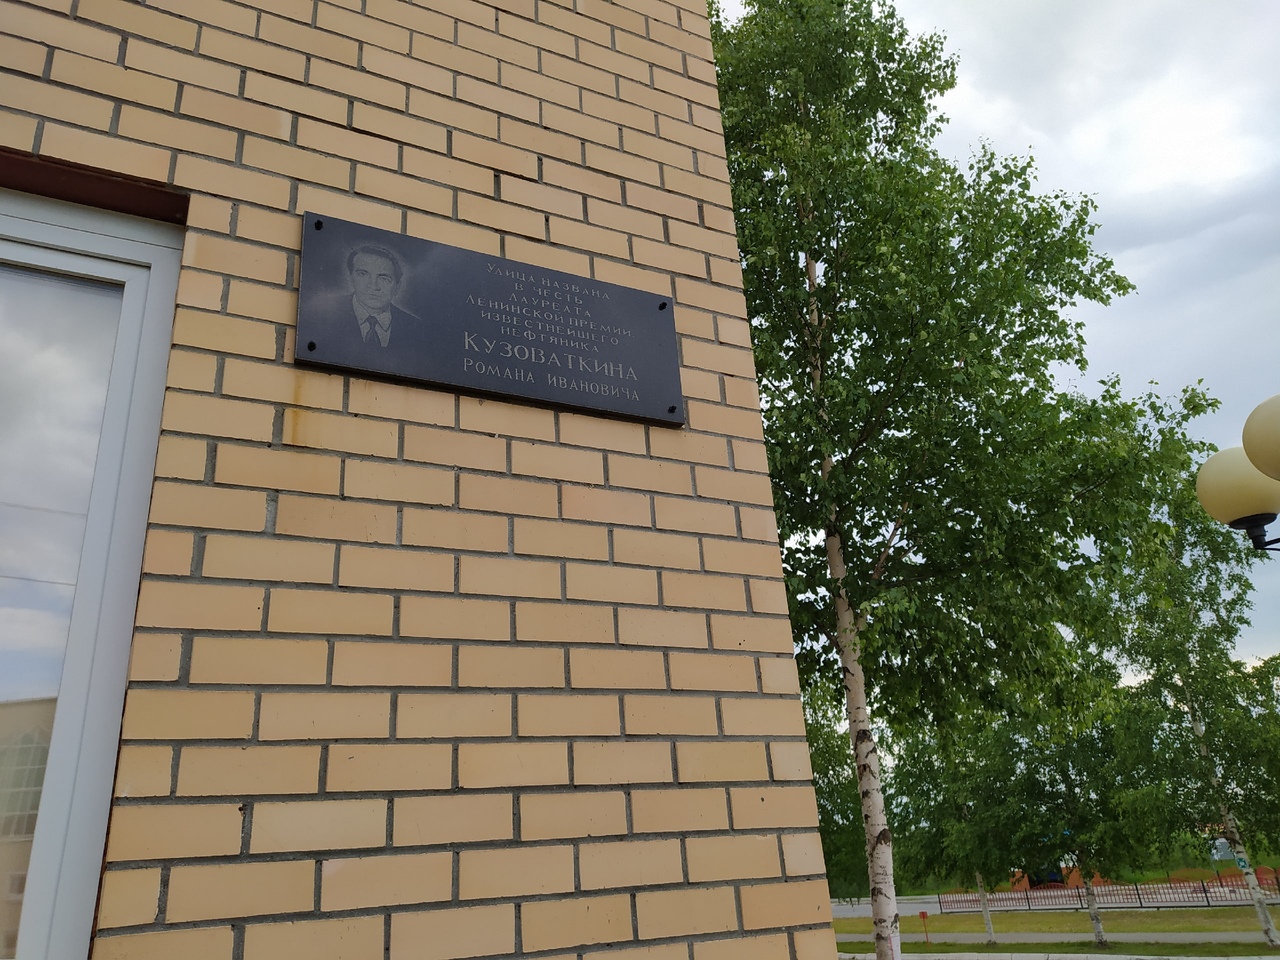 Улица названа
в честь
лауреата
Ленинской премии
известнейшего
нефтяника
Кузоваткина
Романа Ивановича